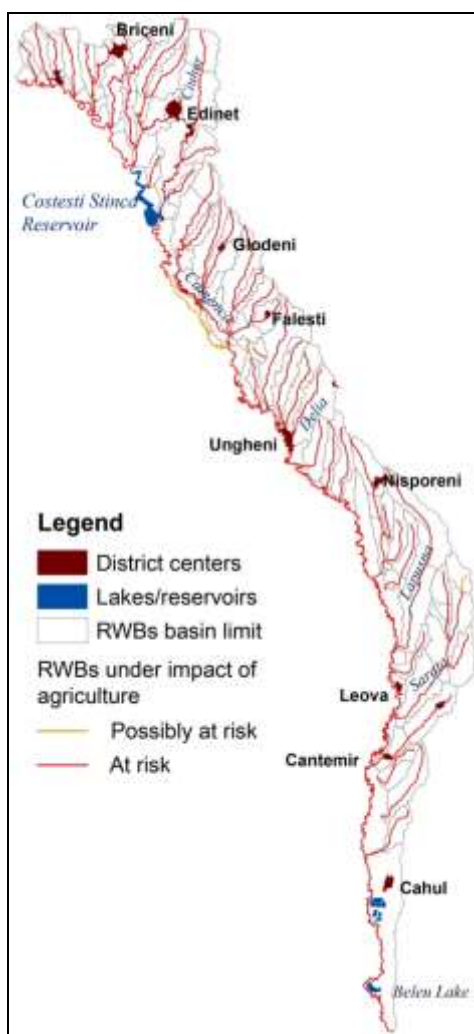 Briceni
Ciuhur
Edinet
Costesti Stinca
Reservoir
Glodeni
Camenca
Falesti
Delia
Ungheni
Nisporeni
Lapusna
Legend
District centers
Lakes/reservoirs
RWBs basin limit
RWBs under impact of
agriculture
Possibly at risk
At risk
Sarata
Leova
Cantemir
Cahul
Beleu Lake